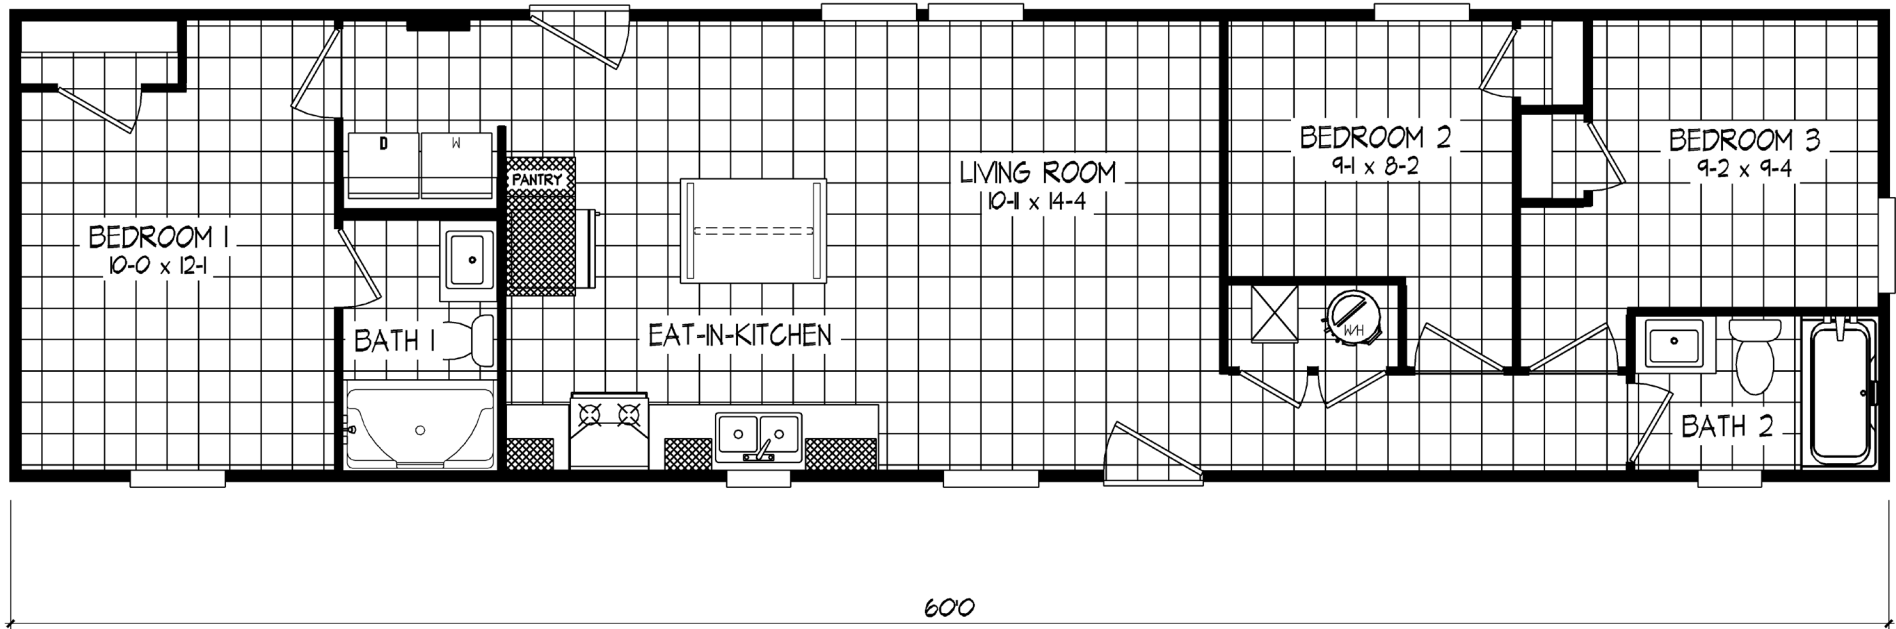 D
W
PANTRY
BEDROOM 1
10-0 x 12-1
BATH 1
EAT-IN-KITCHEN
LIVING ROOM
10-11 x 14-4
BEDROOM 2
9-1 x 8-2
W/H
BEDROOM 3
9-2 x 9-4
BATH 2
60'0